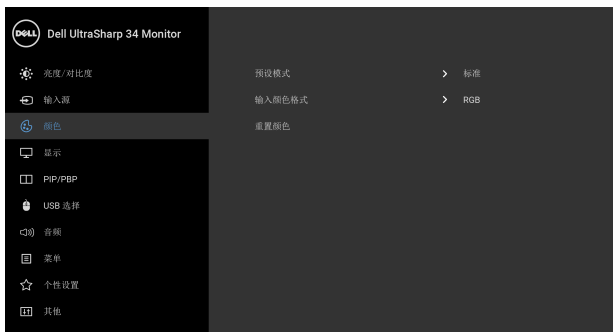 DELL Dell UltraSharp 34 Monitor
亮度/对比度
预设模式 > 标准
输入源
输入颜色格式 > RGB
颜色
重置颜色
显示
PIP/PBP
USB 选择
音频
菜单
个性设置
其他